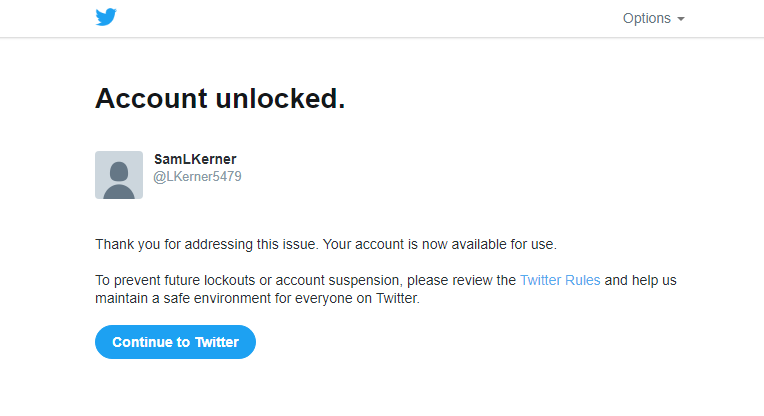 Options
Account unlocked.
SamLKerner
@LKerner5479
Thank you for addressing this issue. Your account is now available for use.
To prevent future lockouts or account suspension, please review the Twitter Rules and help us
maintain a safe environment for everyone on Twitter.
Continue to Twitter